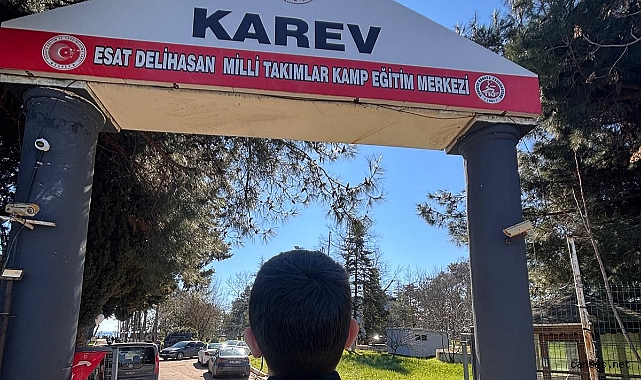 KAREV
ESAT DELİHASAN MİLLİ TAKIMLAR KAMP EĞİTİM MERKEZİ